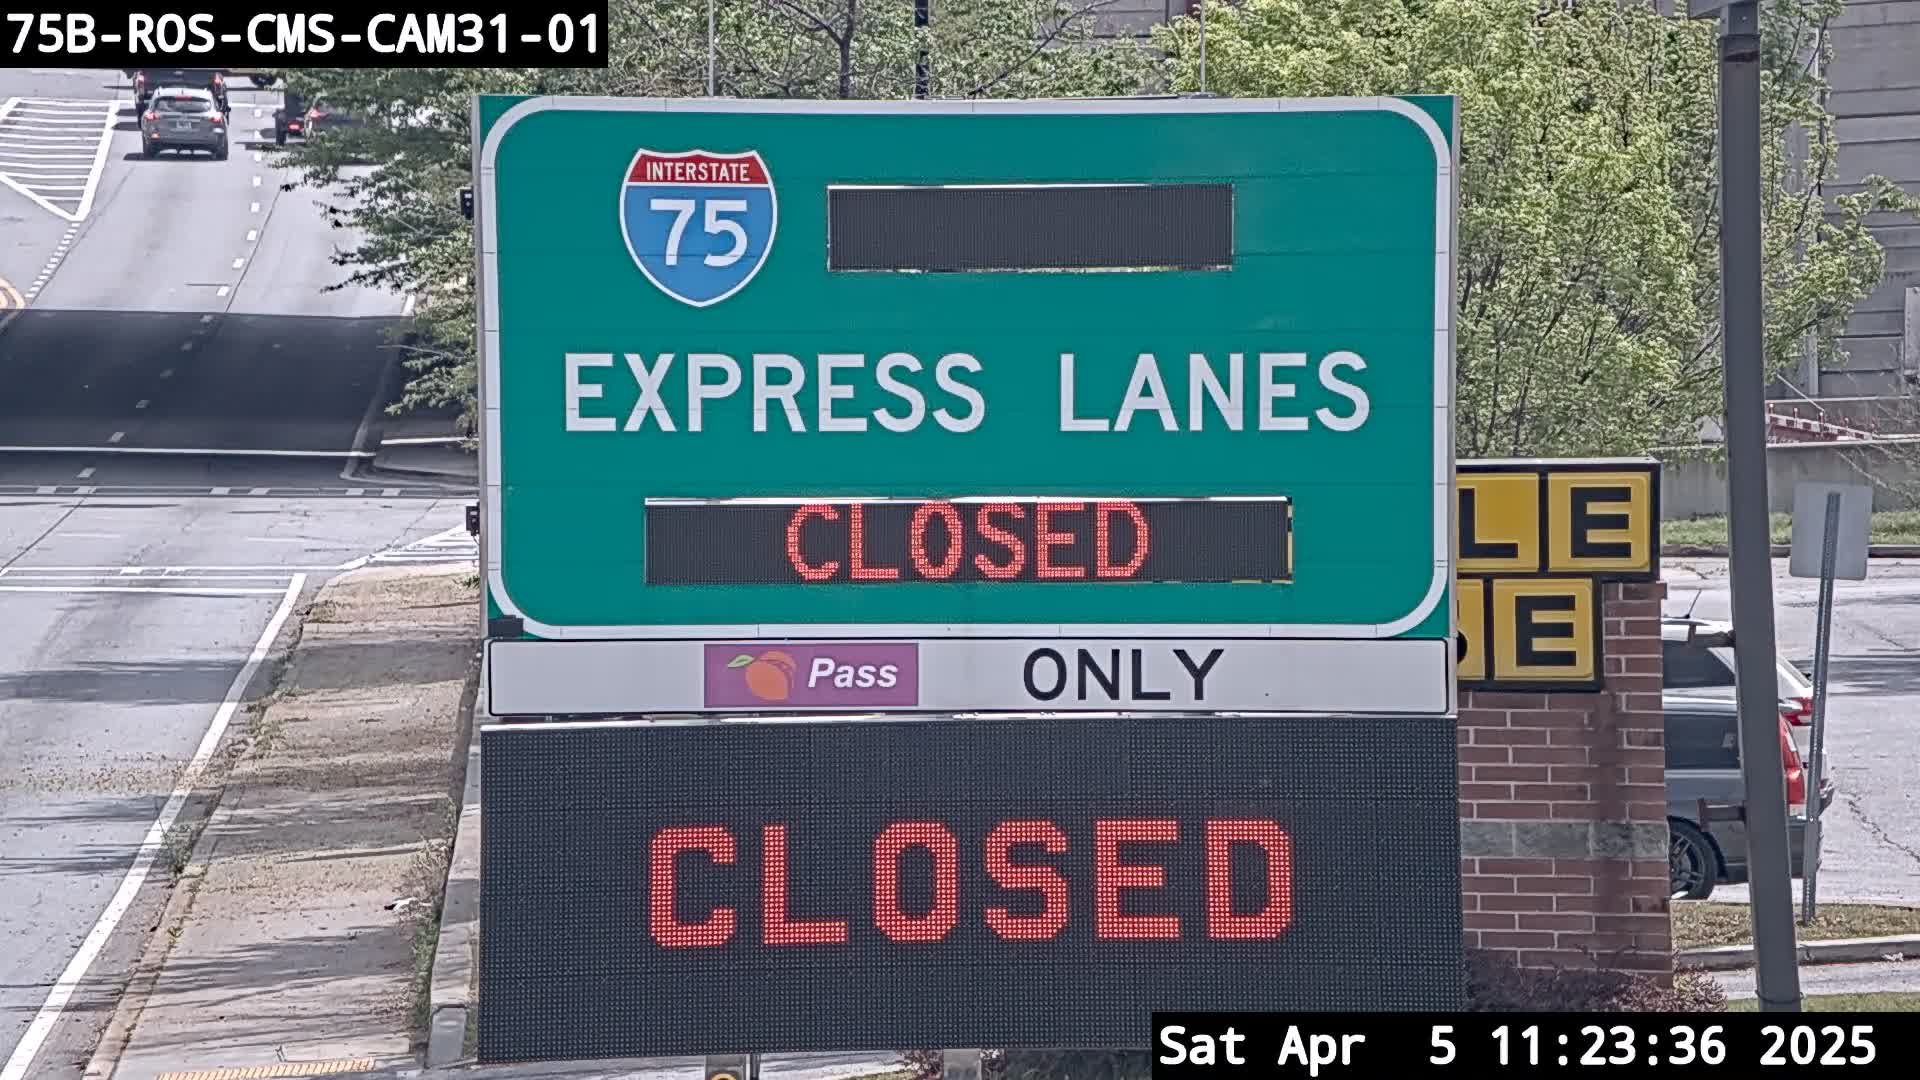 75B-ROS-CMS-CAM31-01
INTERSTATE
75
EXPRESS LANES
CLOSED
Pass ONLY
CLOSED
LE
E
Sat Apr 5 11:23:36 2025